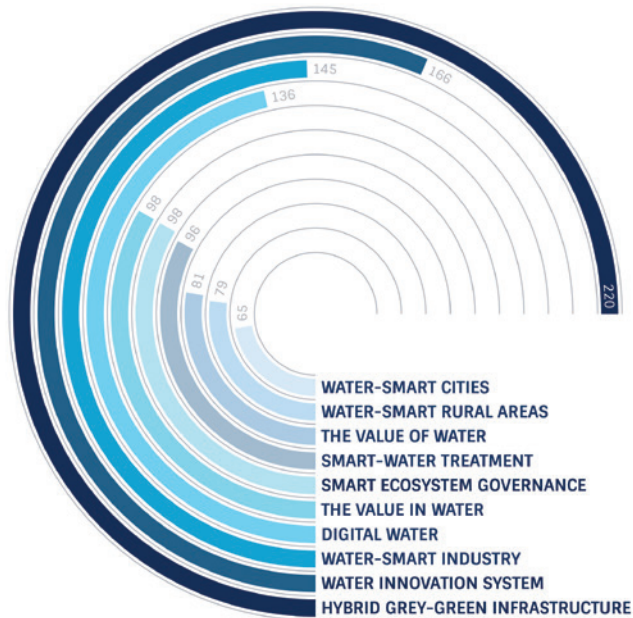 145
166
136
98
98
96
81
79
65
220
WATER-SMART CITIES
WATER-SMART RURAL AREAS
THE VALUE OF WATER
SMART-WATER TREATMENT
SMART ECOSYSTEM GOVERNANCE
THE VALUE IN WATER
DIGITAL WATER
WATER-SMART INDUSTRY
WATER INNOVATION SYSTEM
HYBRID GREY-GREEN INFRASTRUCTURE